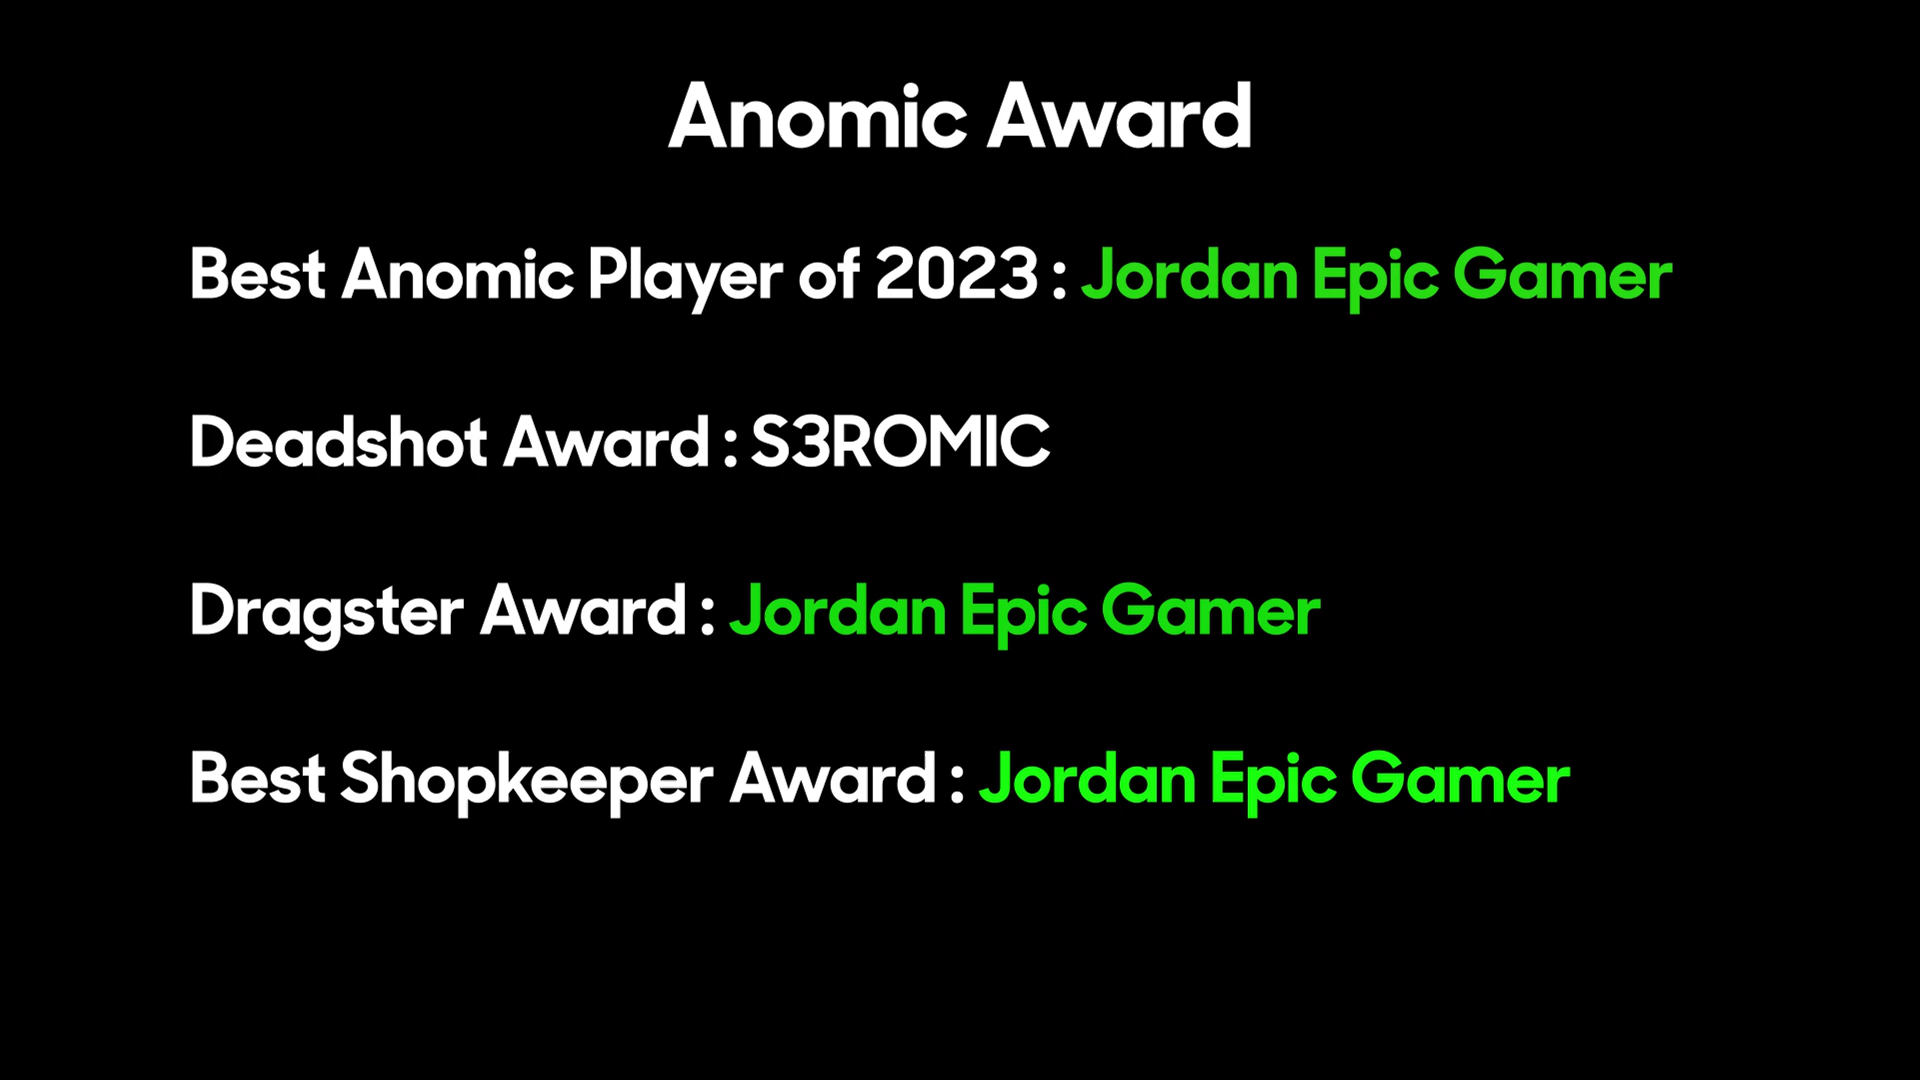 Anomic Award
Best Anomic Player of 2023 : Jordan Epic Gamer
Deadshot Award : S3ROMIC
Dragster Award : Jordan Epic Gamer
Best Shopkeeper Award : Jordan Epic Gamer